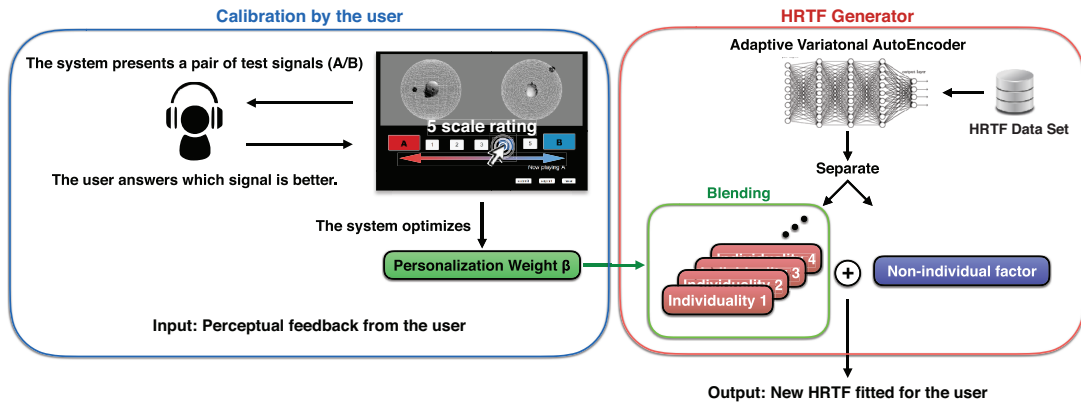 Calibration by the user
The system presents a pair of test signals (A/B)
5 scale rating
A
1
2
3
5
B
Now playing A
The user answers which signal is better.
The system optimizes
Personalization Weight β
Input: Perceptual feedback from the user
HRTF Generator
Adaptive Variatonal AutoEncoder
output layer
HRTF Data Set
Separate
Blending
Individuality 4
Individuality 3
Individuality 2
Individuality 1
+
Non-individual factor
Output: New HRTF fitted for the user